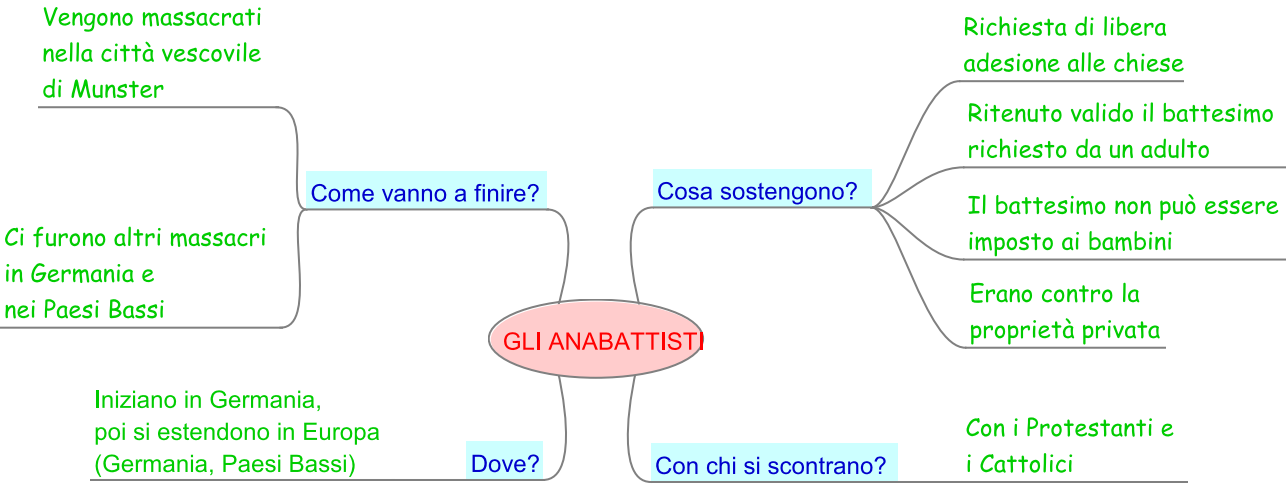 GLI ANABATTISTI
Cosa sostengono?
Richiesta di libera
adesione alle chiese
Ritenuto valido il battesimo
richiesto da un adulto
Il battesimo non può essere
imposto ai bambini
Erano contro la
proprietà privata
Con chi si scontrano?
Con i Protestanti e
i Cattolici
Dove?
Iniziano in Germania,
poi si estendono in Europa
(Germania, Paesi Bassi)
Come vanno a finire?
Vengono massacrati
nella città vescovile
di Munster
Ci furono altri massacri
in Germania e
nei Paesi Bassi